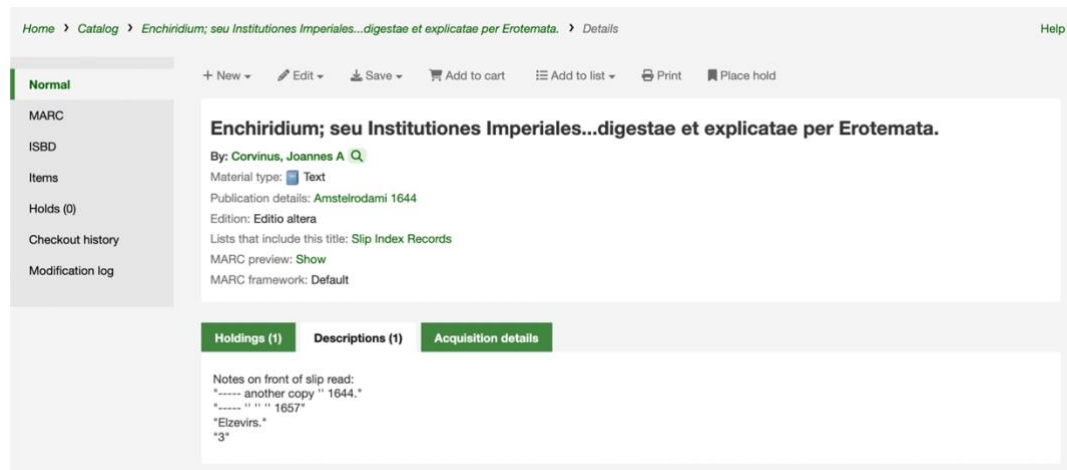 Home > Catalog > Enchiridium; seu Institutiones Imperiales...digestae et explicatae per Erotemata. > Details
Help
Normal
MARC
ISBD
Items
Holds (0)
Checkout history
Modification log
+ New Edit Save Add to cart Add to list Print Place hold
Enchiridium; seu Institutiones Imperiales...digestae et explicatae per Erotemata.
By: Corvinus, Joannes A
Material type: Text
Publication details: Amstelrodami 1644
Edition: Editio altera
Lists that include this title: Slip Index Records
MARC preview: Show
MARC framework: Default
Holdings (1) Descriptions (1) Acquisition details
Notes on front of slip read:
"----- another copy '' 1644."
"----- '' '' '' 1657"
"Elzevirs."
"3"